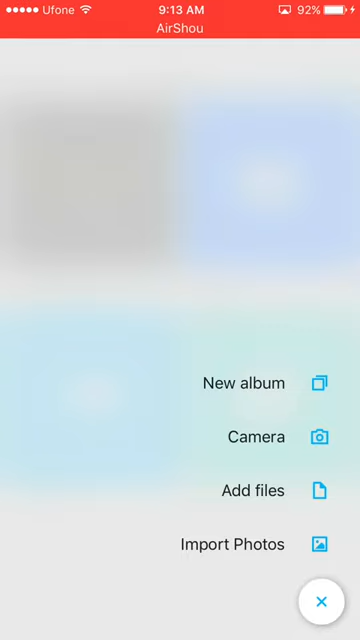 Ufone 9:13 AM 92%
AirShou
New album
Camera
Add files
Import Photos